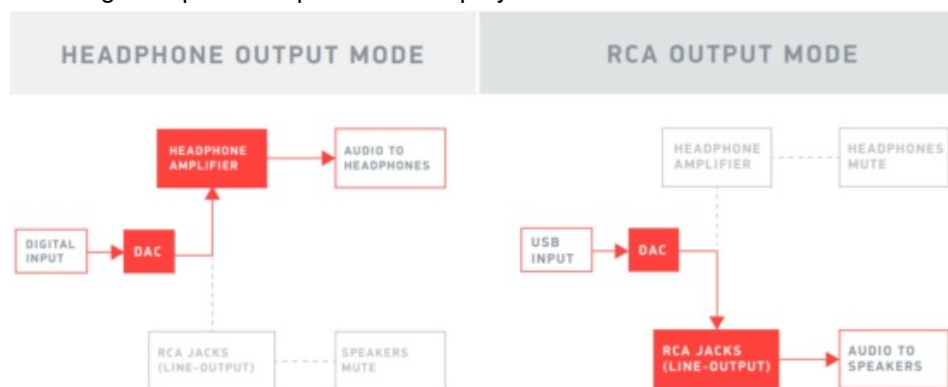 HEADPHONE OUTPUT MODE
RCA OUTPUT MODE
HEADPHONE
AMPLIFIER
AUDIO TO
HEADPHONES
DIGITAL
INPUT
DAC
RCA JACKS
(LINE-OUTPUT)
SPEAKERS
MUTE
HEADPHONE
AMPLIFIER
HEADPHONES
MUTE
USB
INPUT
DAC
RCA JACKS
(LINE-OUTPUT)
AUDIO TO
SPEAKERS